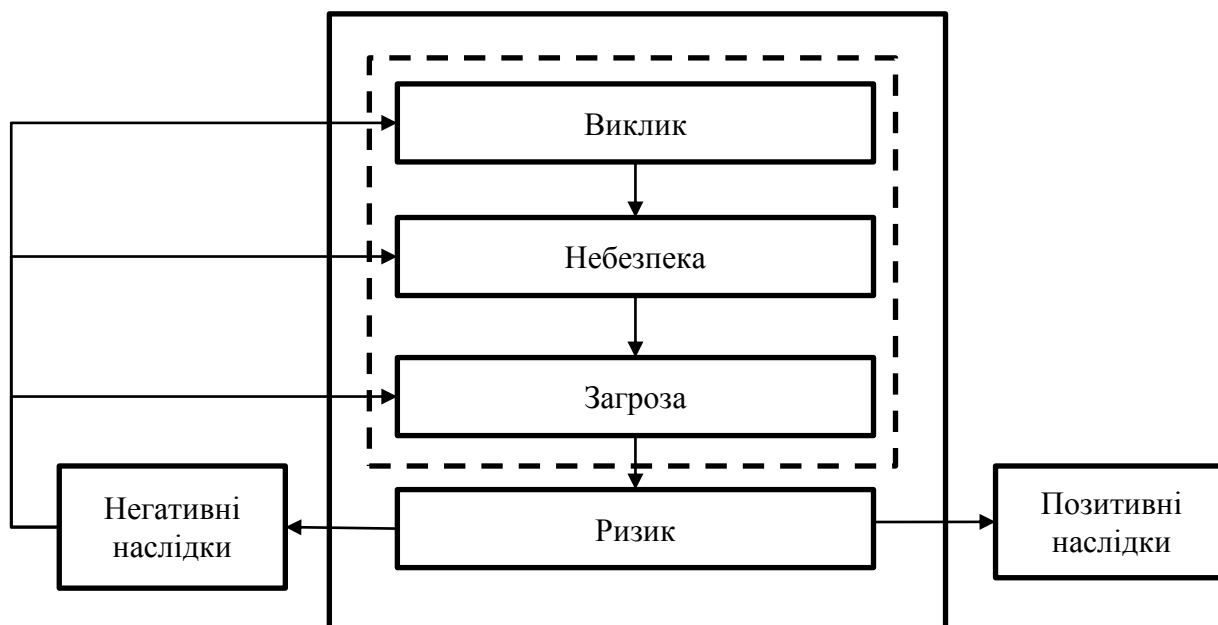 Виклик
Небезпека
Загроза
Негативні
наслідки
Ризик
Позитивні
наслідки